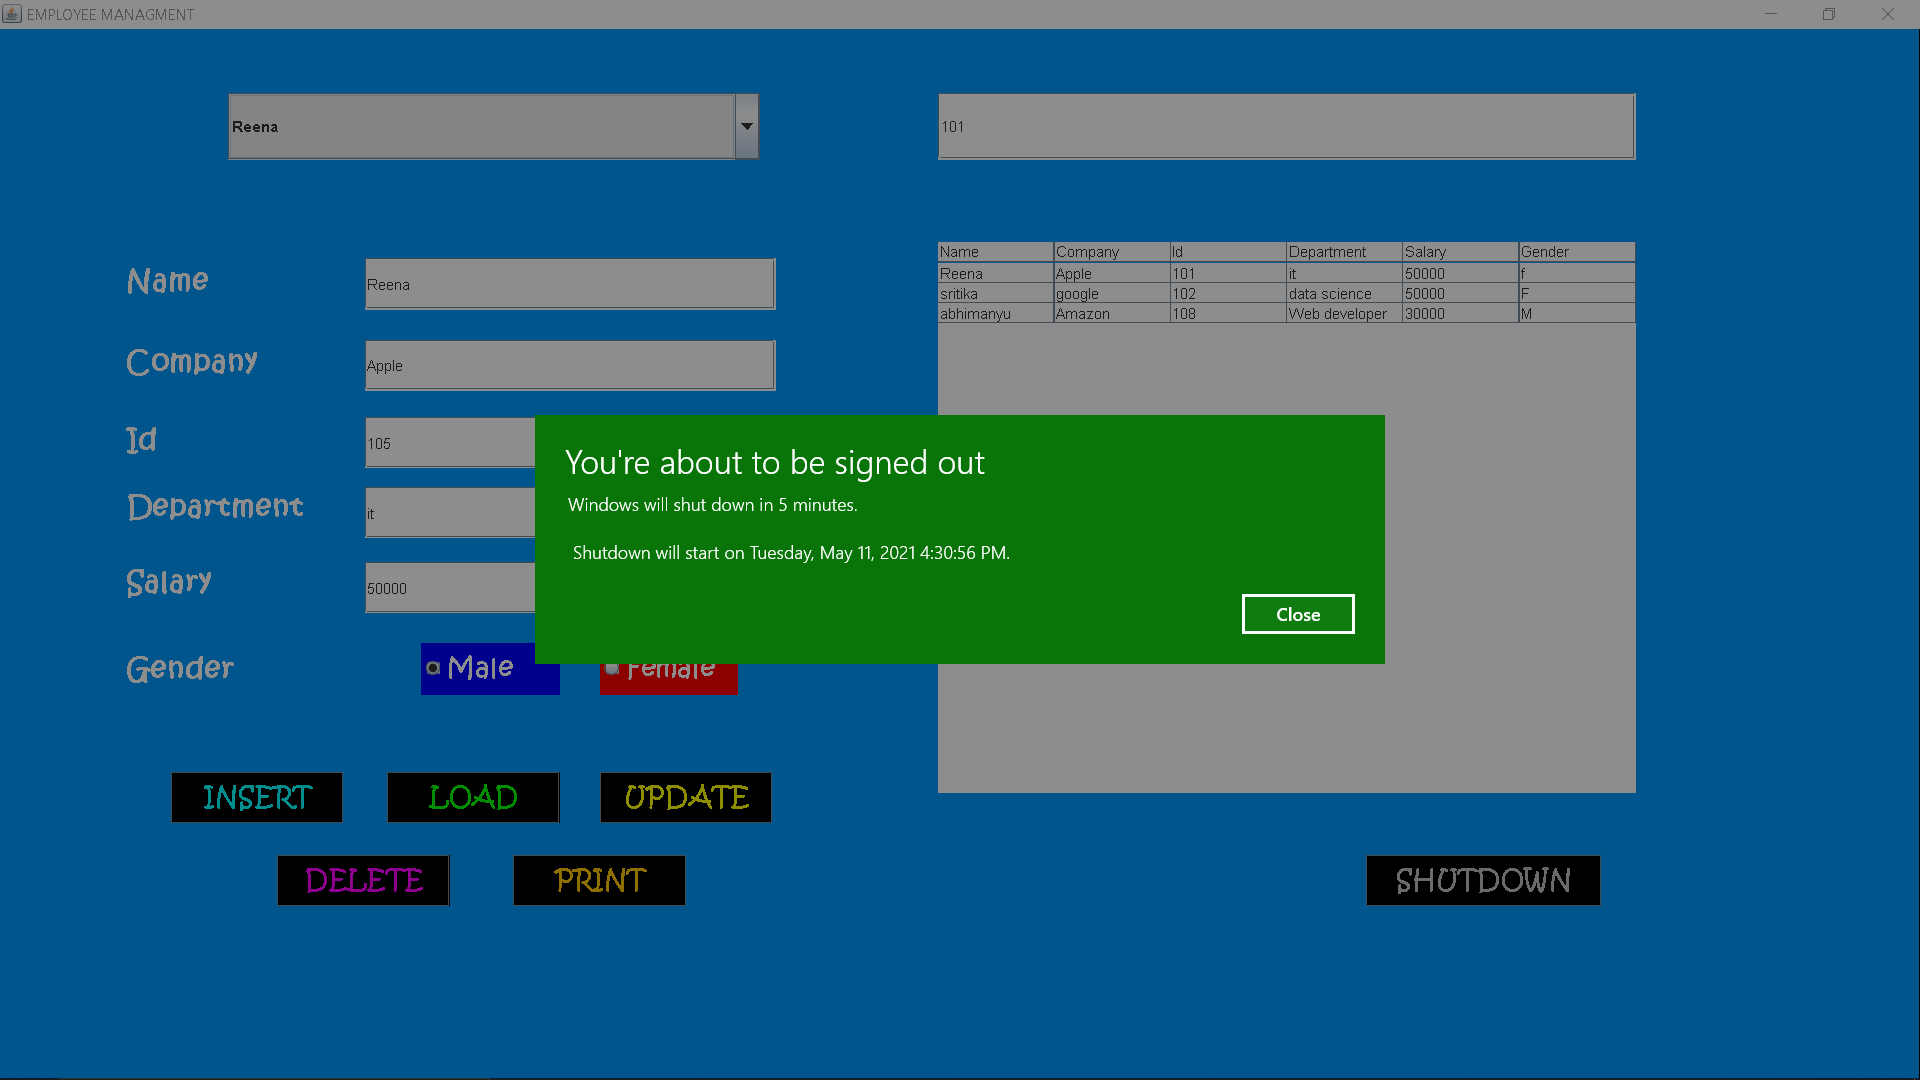 EMPLOYEE MANAGMENT
Reena
101
Name
Reena
Company
Apple
Id
105
Department
it
Salary
50000
Gender
Male
Female
Name Company Id Department Salary Gender
Reena Apple 101 it 50000 f
sritika google 102 data science 50000 F
abhimanyu Amazon 108 Web developer 30000 M
You're about to be signed out
Windows will shut down in 5 minutes.
Shutdown will start on Tuesday, May 11, 2021 4:30:56 PM.
Close
INSERT
LOAD
UPDATE
DELETE
PRINT
SHUTDOWN